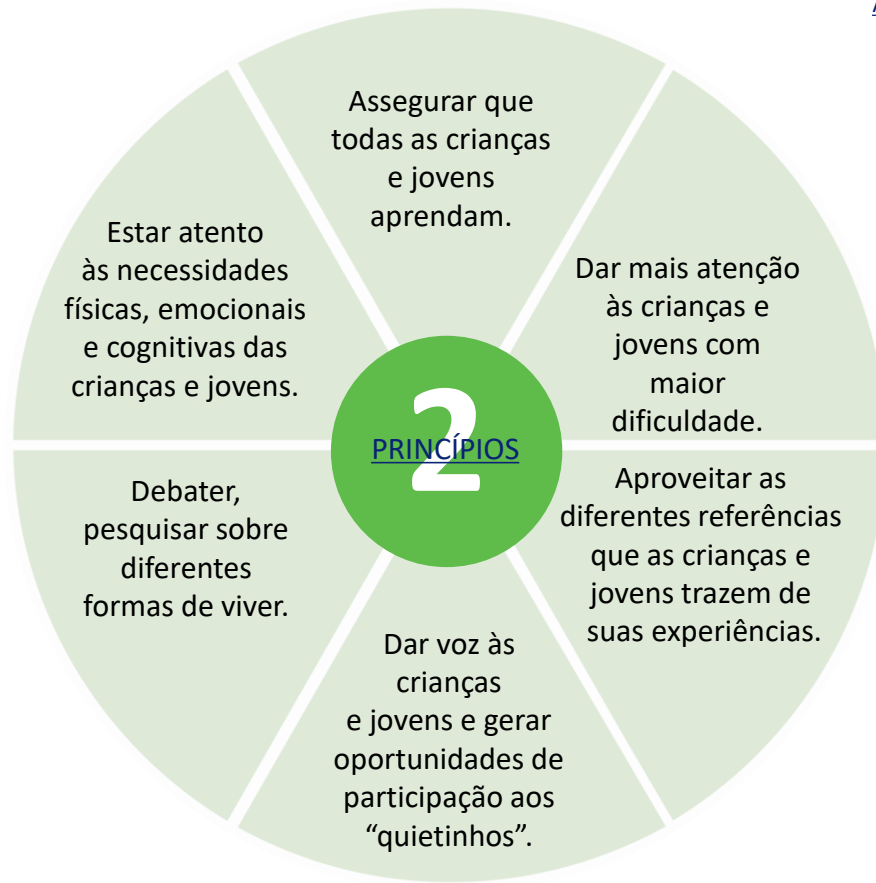 Assegurar que
todas as crianças
e jovens
aprendam.
Dar mais atenção
às crianças e
jovens com
maior
dificuldade.
Aproveitar as
diferentes referências
que as crianças e
jovens trazem de
suas experiências.
Dar voz às
crianças
e jovens e gerar
oportunidades de
participação aos
“quietinhos”.
Debater,
pesquisar sobre
diferentes
formas de viver.
Estar atento
às necessidades
físicas, emocionais
e cognitivas das
crianças e jovens.
2
PRINCÍPIOS